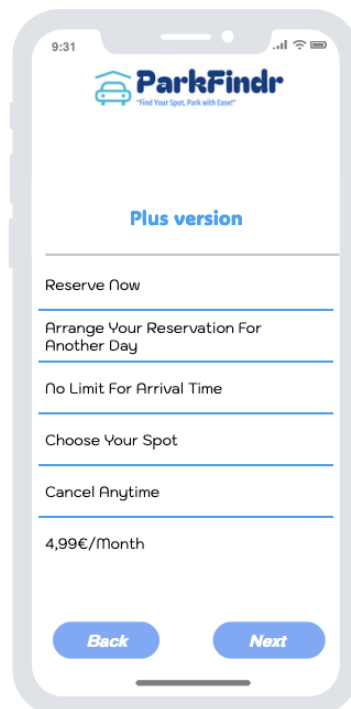 9:31
ParkFindr
"Find Your Spot, Park with Ease!"
Plus version
Reserve Now
Arrange Your Reservation For
Another Day
No Limit For Arrival Time
Choose Your Spot
Cancel Anytime
4,99€/Month
Back
Next